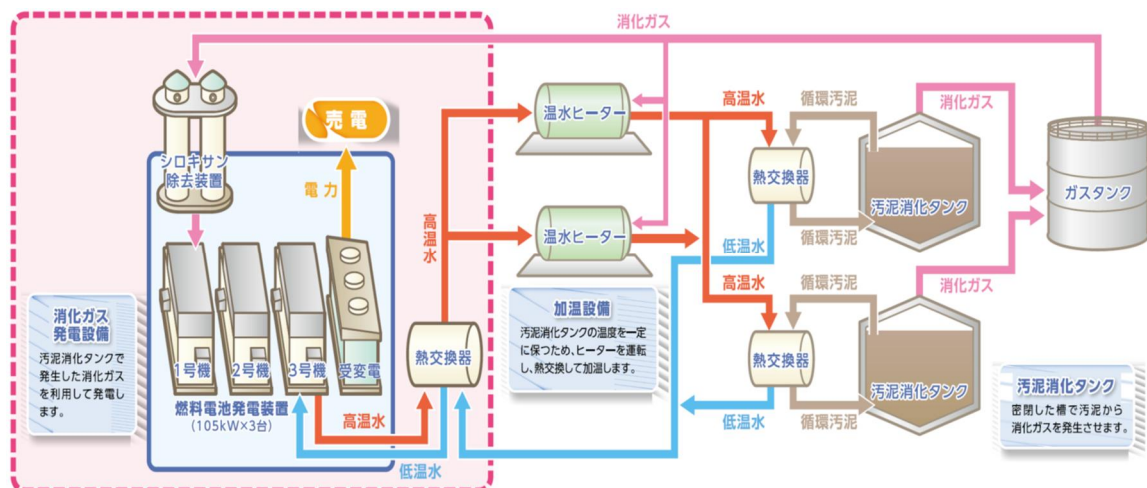 消化ガス
シロキサン
除去装置
売電
電力
1号機
2号機
3号機
受変電
燃料電池発電装置
(105kW×3台)
消化ガス
発電設備
汚泥消化タンクで
発生した消化ガス
を利用して発電し
ます。
高温水
低温水
熱交換器
高温水
温水ヒーター
温水ヒーター
加温設備
汚泥消化タンクの温度を一定
に保つため、ヒーターを運転
し、熱交換して加温します。
高温水
循環汚泥
熱交換器
低温水
循環汚泥
汚泥消化タンク
消化ガス
高温水
循環汚泥
熱交換器
低温水
循環汚泥
汚泥消化タンク
消化ガス
ガスタンク
汚泥消化タンク
密閉した槽で汚泥から
消化ガスを発生させます。